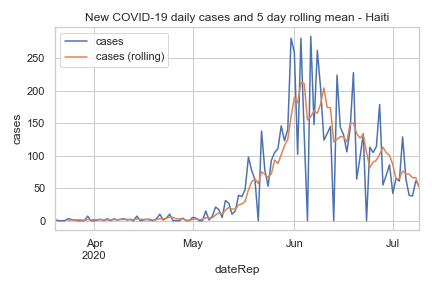 New COVID-19 daily cases and 5 day rolling mean - Haiti
cases
cases (rolling)
cases
250
200
150
100
50
0
Apr
2020
May
Jun
Jul
dateRep